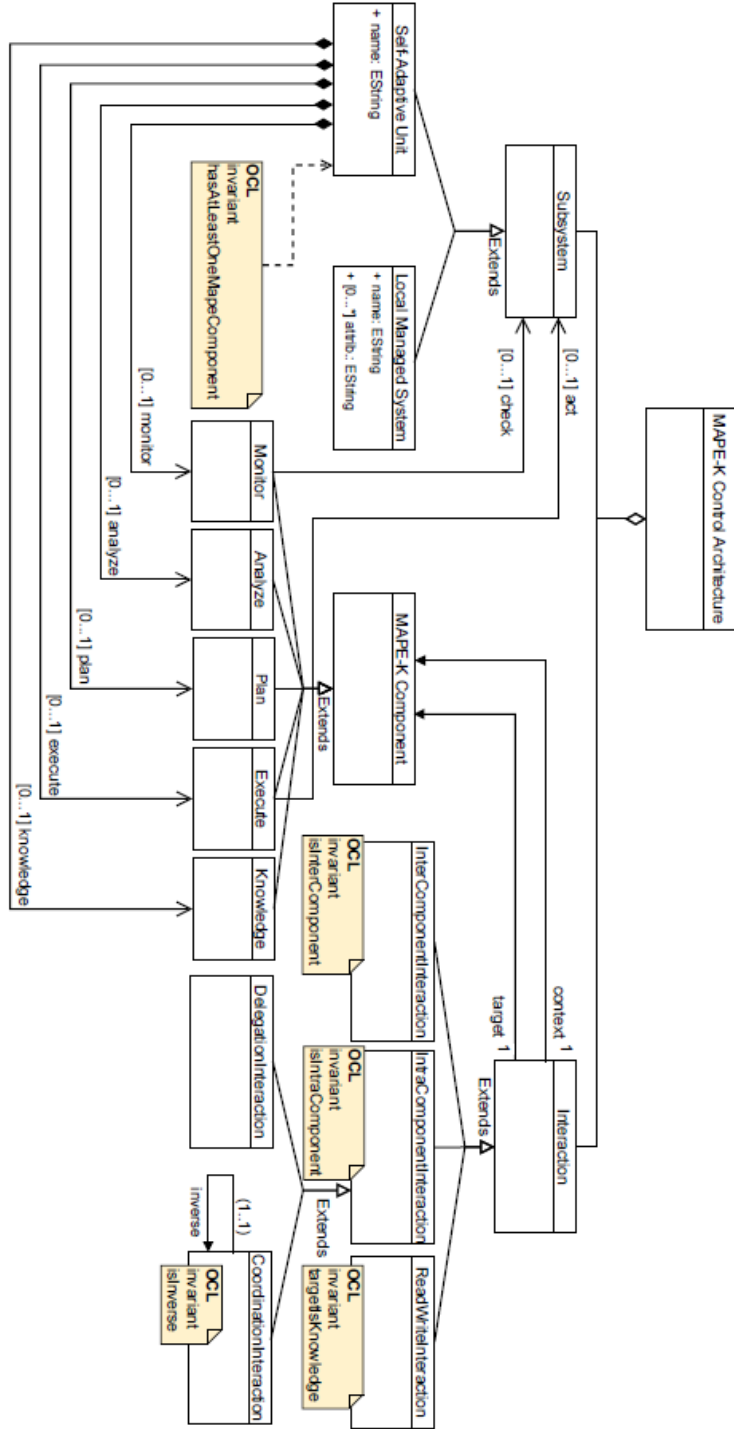 MAPE-K Control Architecture
Subsystem
Extends
[0...1] act
[0...1] check
Self-Adaptive Unit
+ name: EString
Local Managed System
+ name: EString
+ [0...*] attrib.: EString
OCL
invariant
hasAtLeastOneMapeComponent
MAPE-K Component
Extends
Monitor
Analyze
Plan
Execute
Knowledge
[0...1] monitor
[0...1] analyze
[0...1] plan
[0...1] execute
[0...1] knowledge
Interaction
context 1
target 1
Extends
InterComponentInteraction
OCL
invariant
isInterComponent
IntraComponentInteraction
OCL
invariant
isIntraComponent
ReadWriteInteraction
OCL
invariant
targetIsKnowledge
Extends
DelegationInteraction
CoordinationInteraction
OCL
invariant
isInverse
(1..1)
inverse